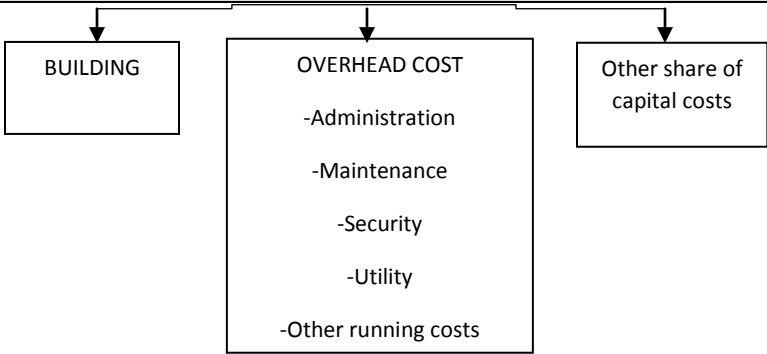 BUILDING
OVERHEAD COST
-Administration
-Maintenance
-Security
-Utility
-Other running costs
Other share of
capital costs